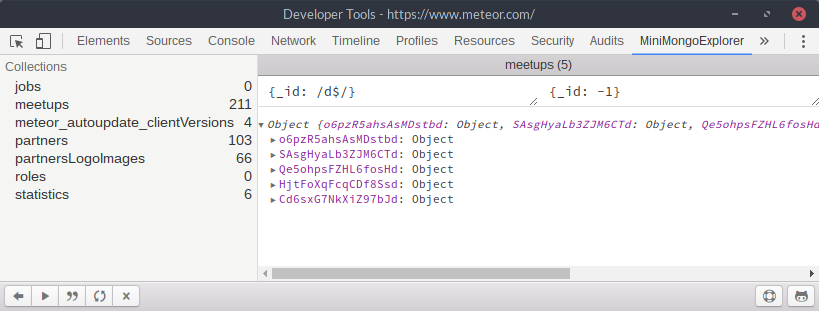 Developer Tools - https://www.meteor.com/
Elements Sources Console Network Timeline Profiles Resources Security Audits MiniMongoExplorer »
Collections
jobs 0
meetups 211
meteor_autoupdate_clientVersions 4
partners 103
partnersLogoImages 66
roles 0
statistics 6
meetups (5)
{_id: /d$/} {_id: -1}
Object {o6pzR5ahsAsMDstbd: Object, SAsgHyaLb3ZJM6CTd: Object, Qe5ohpsFZHL6fosHd
o6pzR5ahsAsMDstbd: Object
SAsgHyaLb3ZJM6CTd: Object
Qe5ohpsFZHL6fosHd: Object
HjtFoXqFcqCDf8Ssd: Object
Cd6sxG7NkXiZ97bJd: Object